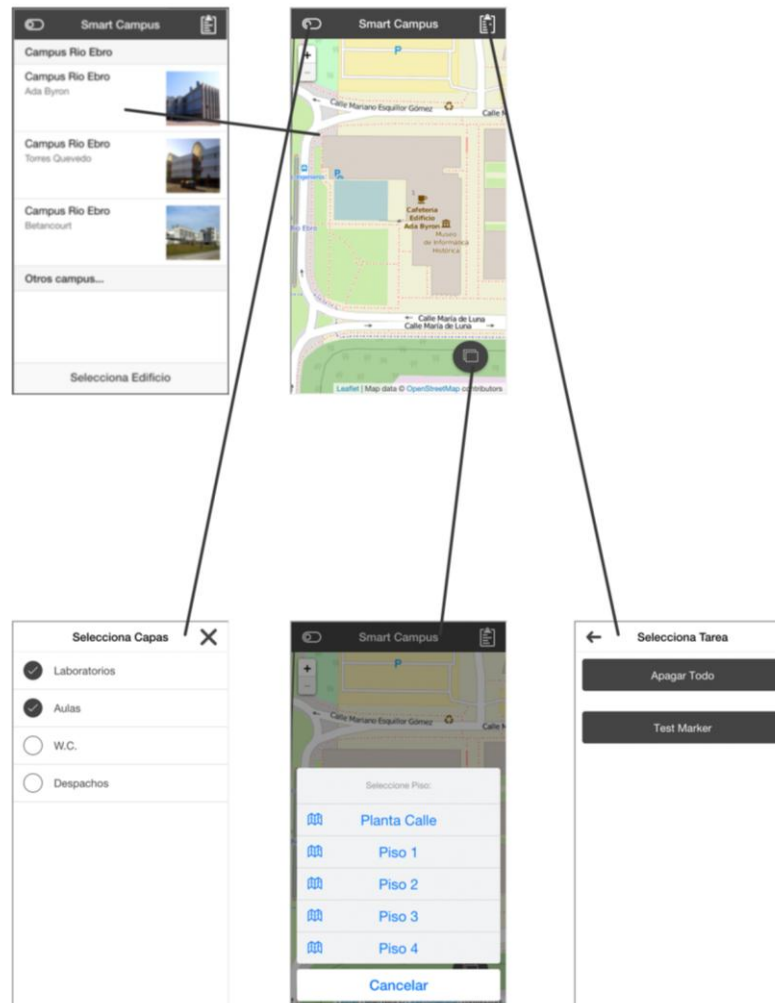 Smart Campus
Campus Rio Ebro
Campus Rio Ebro
Ada Byron
Campus Rio Ebro
Torres Quevedo
Campus Rio Ebro
Betancourt
Otros campus...
Selecciona Edificio
Smart Campus
+
-
P
Calle Mariano Esquillor Gómez
Calle M
P
1
Cafetería
Edificio
Ada Byron
Museo
de Informática
Histórica
Río Ebro
Calle María de Luna
Calle María de Luna
Leaflet | Map data © OpenStreetMap contributors
Selecciona Capas
Laboratorios
Aulas
W.C.
Despachos
Smart Campus
+
-
P
Calle Mariano Esquillor Gómez
Calle M
Seleccione Piso:
Planta Calle
Piso 1
Piso 2
Piso 3
Piso 4
Cancelar
Selecciona Tarea
Apagar Todo
Test Marker